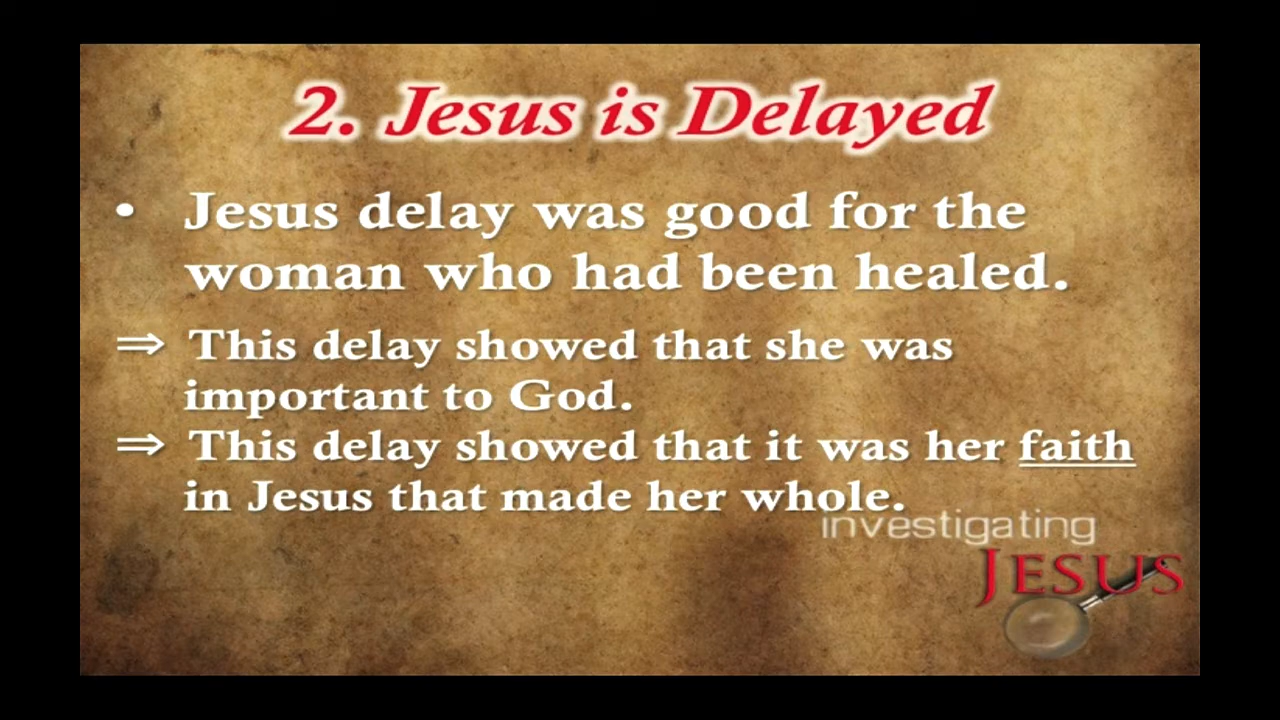 2. Jesus is Delayed
• Jesus delay was good for the
woman who had been healed.
⇒ This delay showed that she was
important to God.
⇒ This delay showed that it was her faith
in Jesus that made her whole.
investigating
JESUS